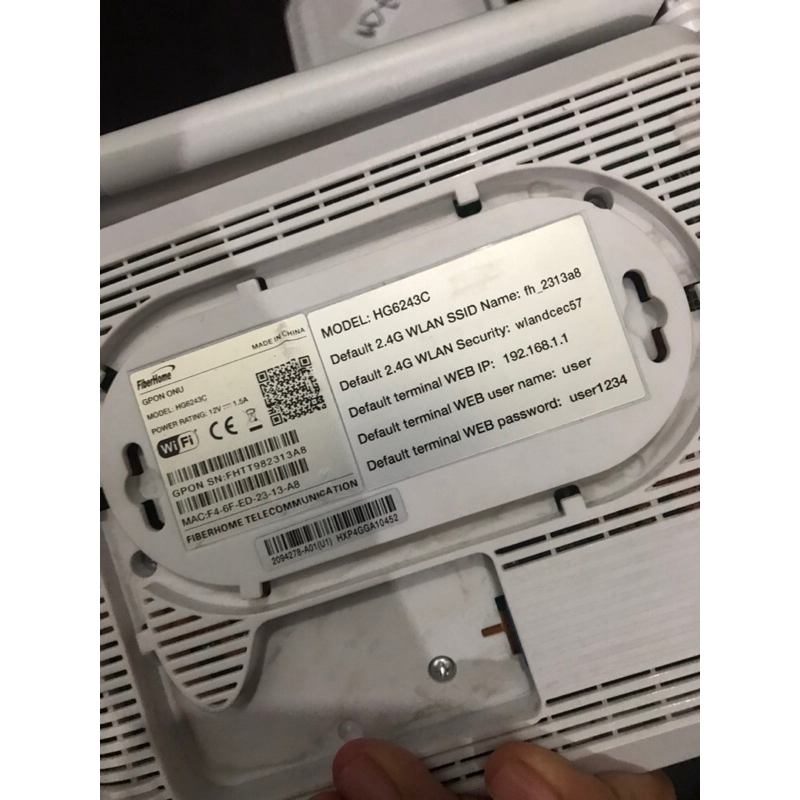 FiberHome
MADE IN CHINA
GPON ONU
MODEL: HG6243C
POWER RATING: 12V⎓1.5A
WiFi CE
GPON SN:FHTT982313A8
MAC:F4-6F-ED-23-13-A8
FIBERHOME TELECOMMUNICATION
MODEL: HG6243C
Default 2.4G WLAN SSID Name: fh_2313a8
Default 2.4G WLAN Security: wlandcec57
Default terminal WEB IP: 192.168.1.1
Default terminal WEB user name: user
Default terminal WEB password: user1234
2094278-A01(U1) HXP4GGA10452